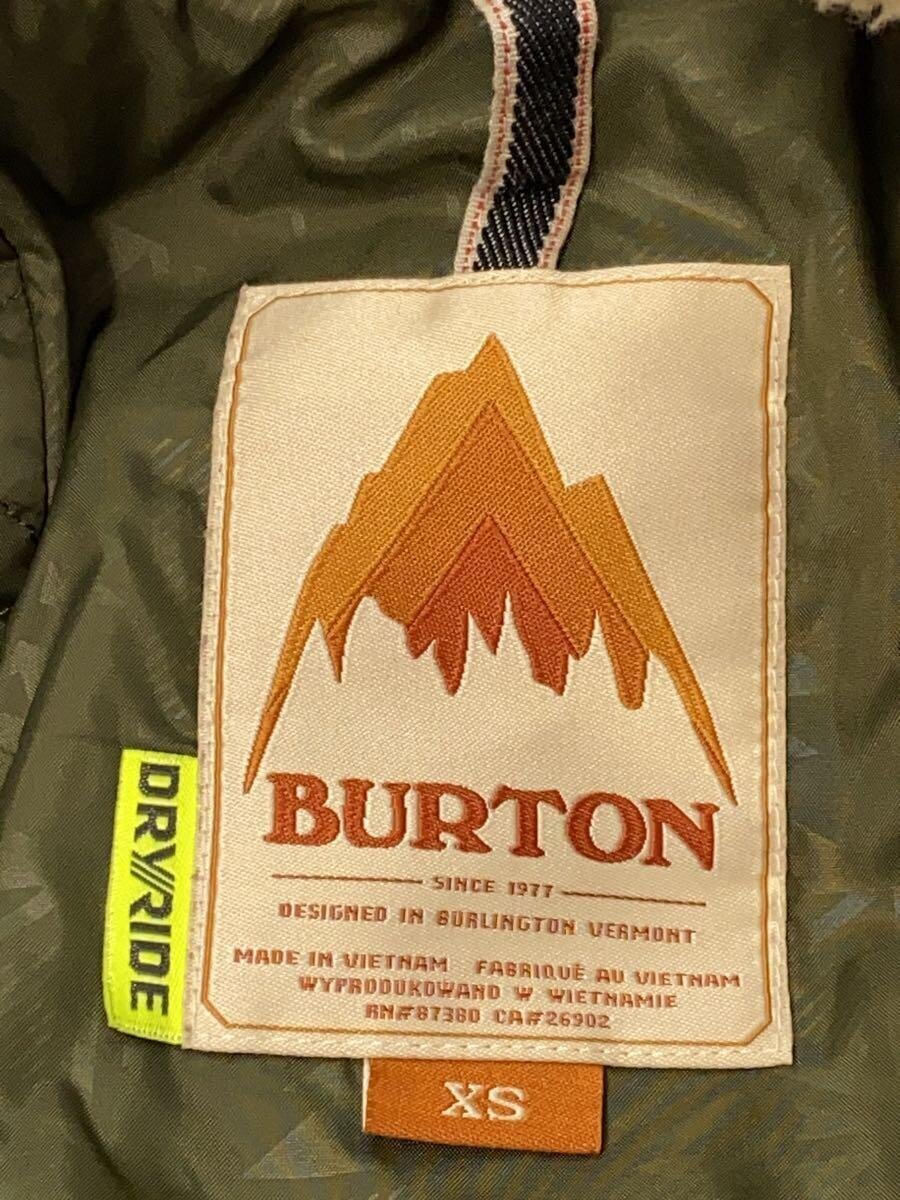 BURTON
SINCE 1977
DESIGNED IN BURLINGTON VERMONT
MADE IN VIETNAM FABRIQUÉ AU VIETNAM
WYPRODUKOWANO W WIETNAMIE
RN#87380 CA#26902
DRY//RIDE
XS